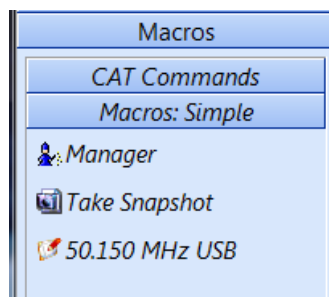 Macros
CAT Commands
Macros: Simple
Manager
Take Snapshot
50.150 MHz USB